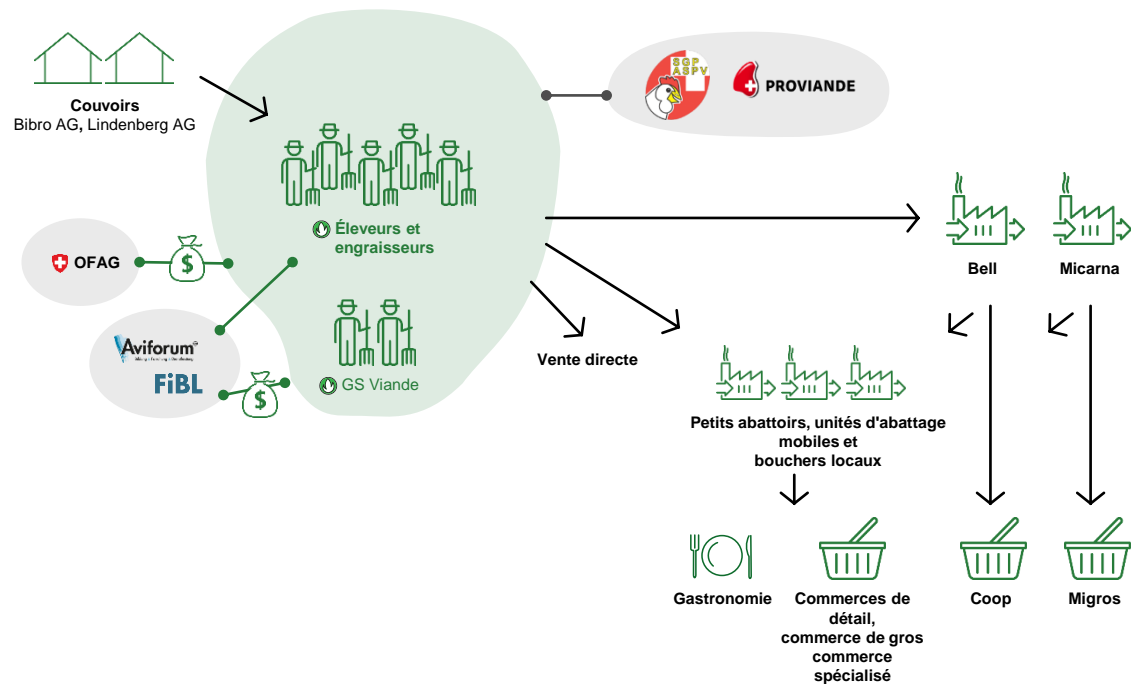 Couvoirs
Bibro AG, Lindenberg AG
SGP
ASPV
PROVIANDE
Éleveurs et
engraisseurs
OFAG
$
Aviforum
FiBL
$
GS Viande
Bell
Micarna
Vente directe
Petits abattoirs, unités d'abattage
mobiles et
bouchers locaux
Gastronomie
Commerces de
détail,
commerce de gros
commerce
spécialisé
Coop
Migros